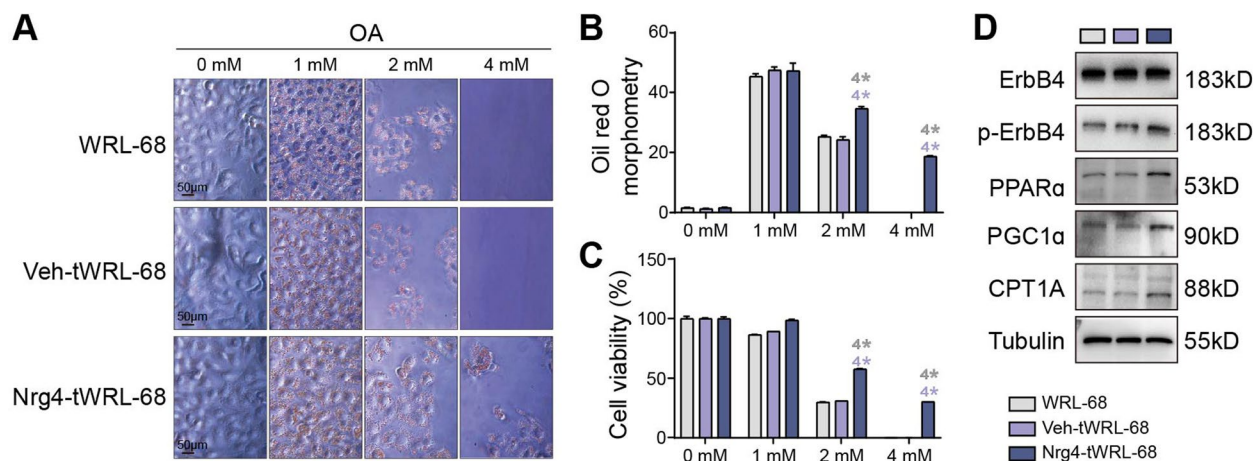 A
OA
0 mM 1 mM 2 mM 4 mM
WRL-68
50µm
Veh-tWRL-68
50µm
Nrg4-tWRL-68
50µm
B
Oil red O
morphometry
60
40
20
0
4*
4*
4*
4*
0 mM 1 mM 2 mM 4 mM
C
Cell viability (%)
150
100
50
0
4*
4*
4*
4*
0 mM 1 mM 2 mM 4 mM
D
ErbB4 183kD
p-ErbB4 183kD
PPARα 53kD
PGC1α 90kD
CPT1A 88kD
Tubulin 55kD
WRL-68
Veh-tWRL-68
Nrg4-tWRL-68